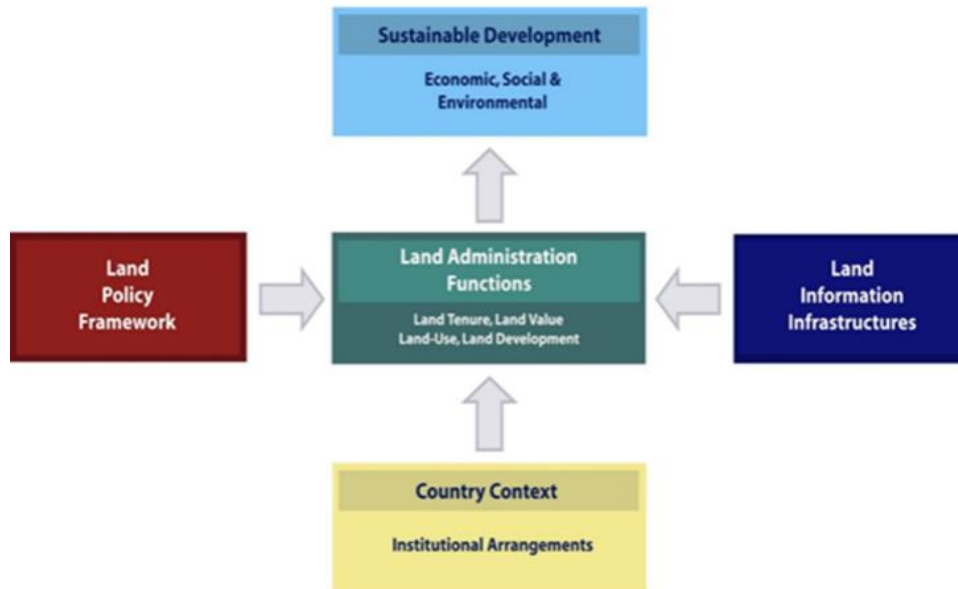 Sustainable Development
Economic, Social &
Environmental
Land
Policy
Framework
Land Administration
Functions
Land Tenure, Land Value
Land-Use, Land Development
Land
Information
Infrastructures
Country Context
Institutional Arrangements